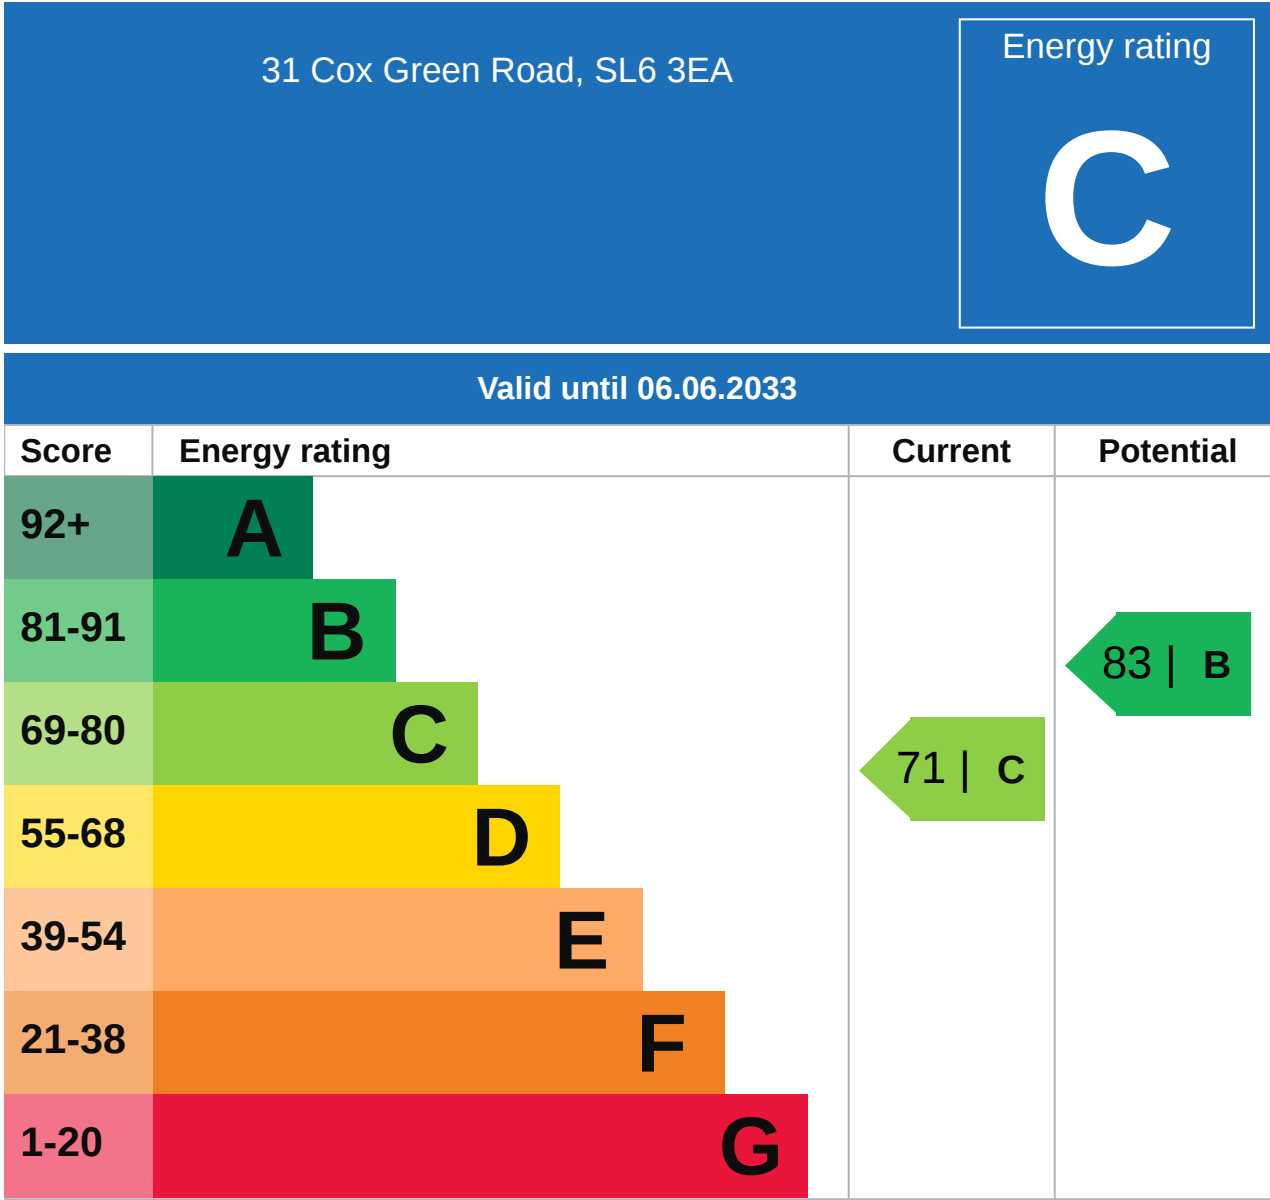 31 Cox Green Road, SL6 3EA
Energy rating
C
Valid until 06.06.2033
Score Energy rating Current Potential
92+ A
81-91 B
83 | B
69-80 C
71 | C
55-68 D
39-54 E
21-38 F
1-20 G